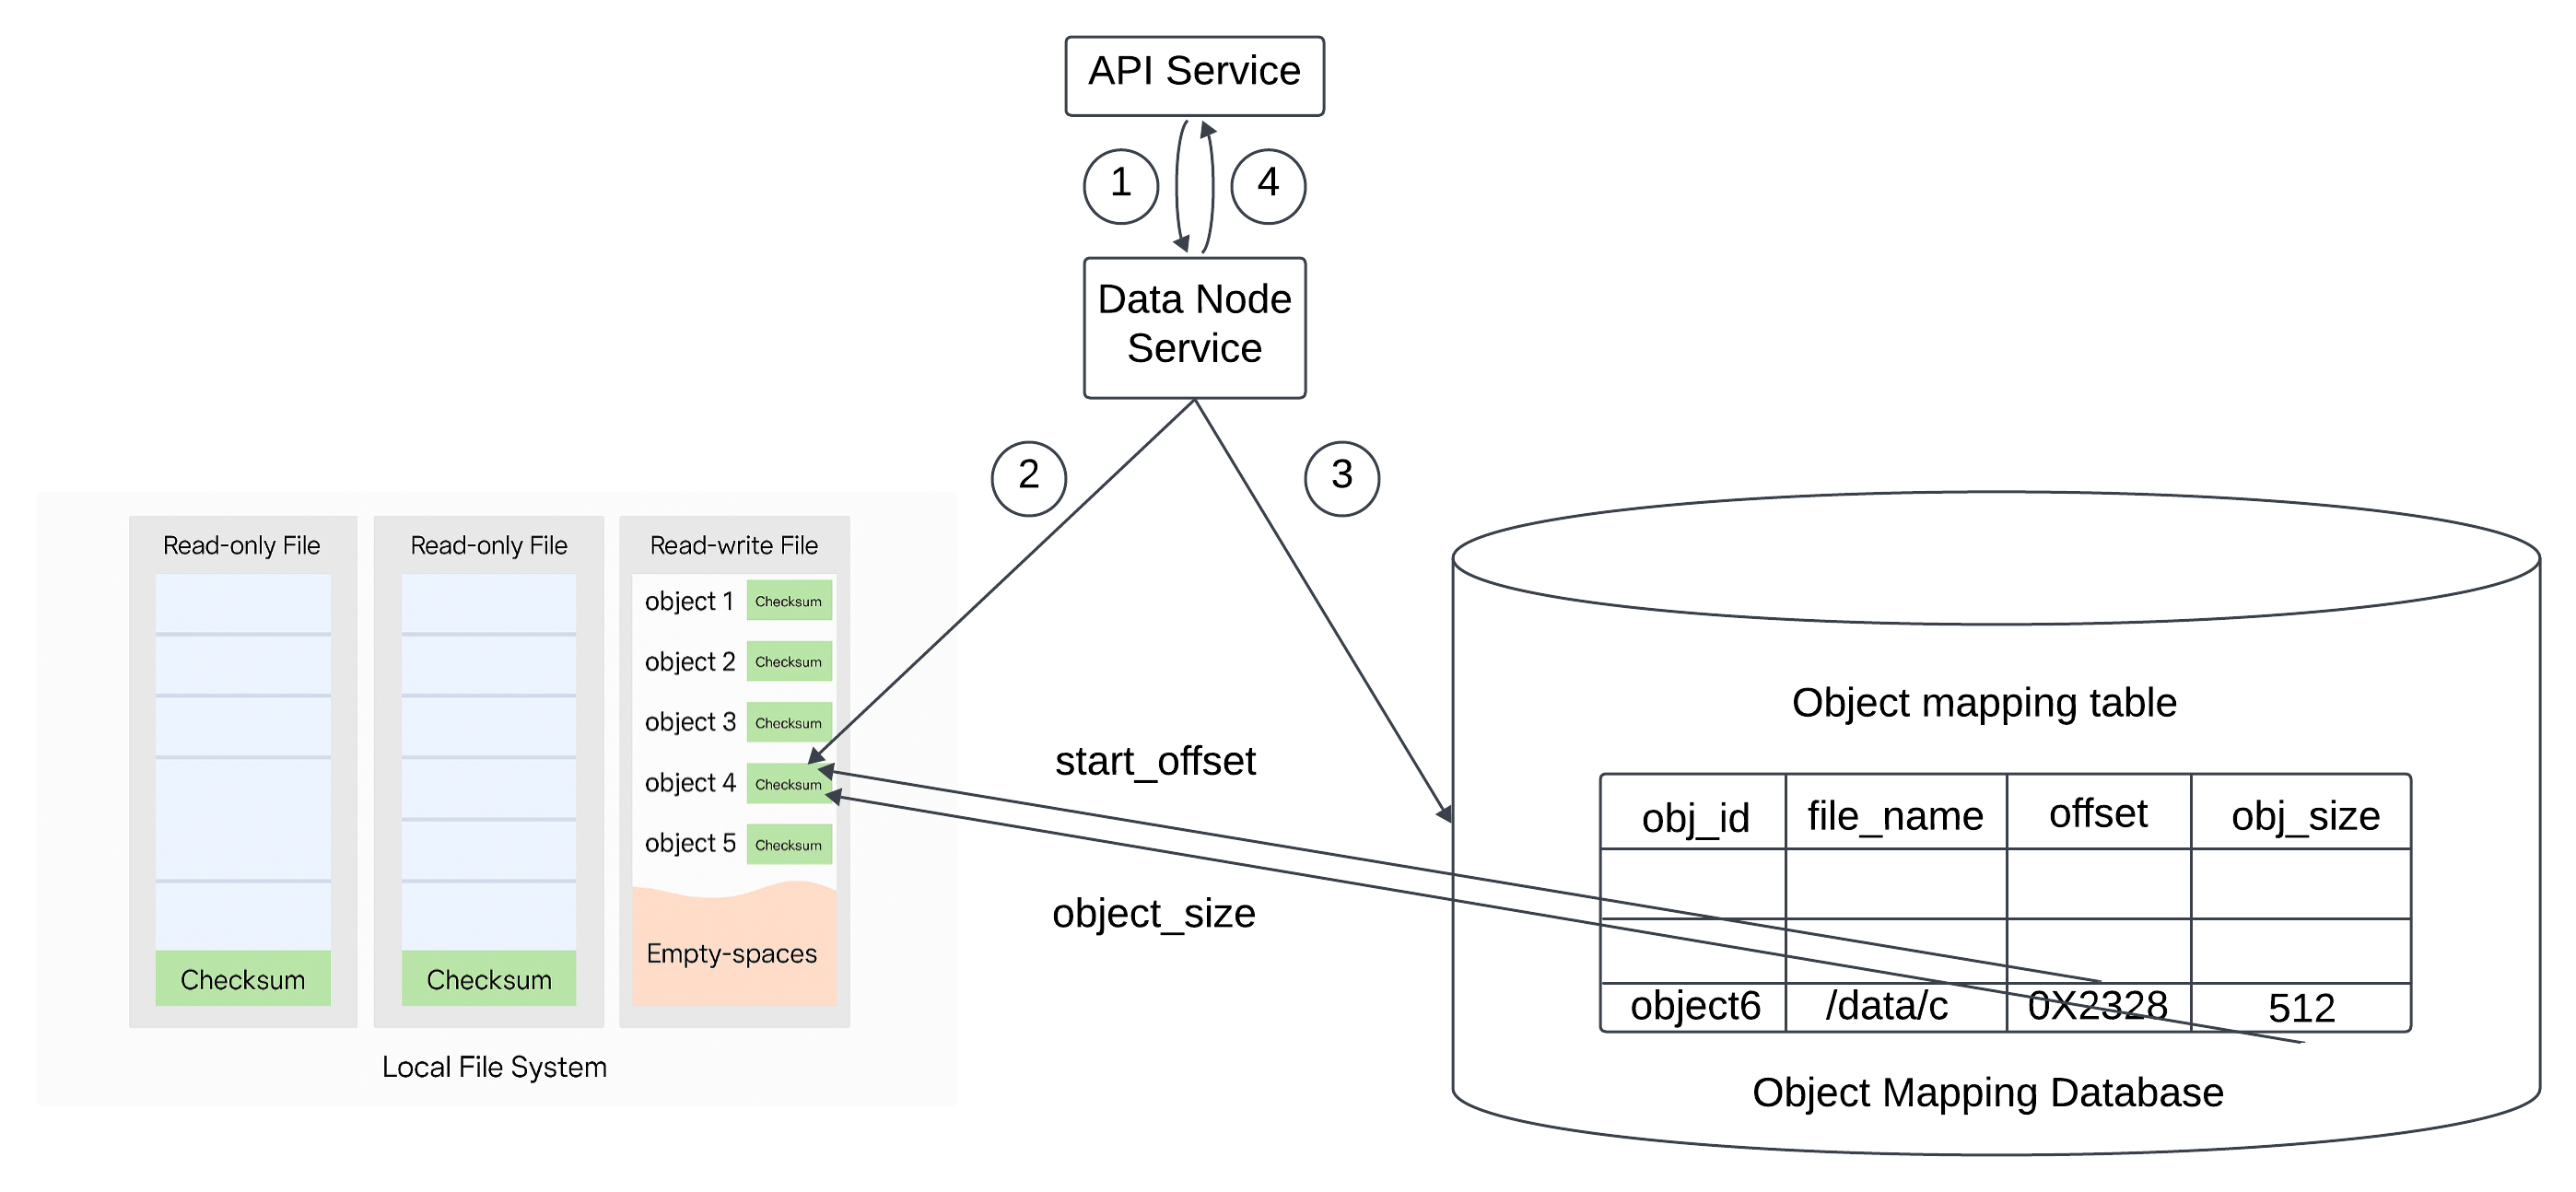 API Service
1
4
Data Node
Service
2
3
Read-only File
Read-only File
Read-write File
object 1 Checksum
object 2 Checksum
object 3 Checksum
object 4 Checksum
object 5 Checksum
Empty-spaces
Checksum
Checksum
Local File System
start_offset
object_size
Object mapping table
obj_id file_name offset obj_size
object6 /data/c 0X2328 512
Object Mapping Database